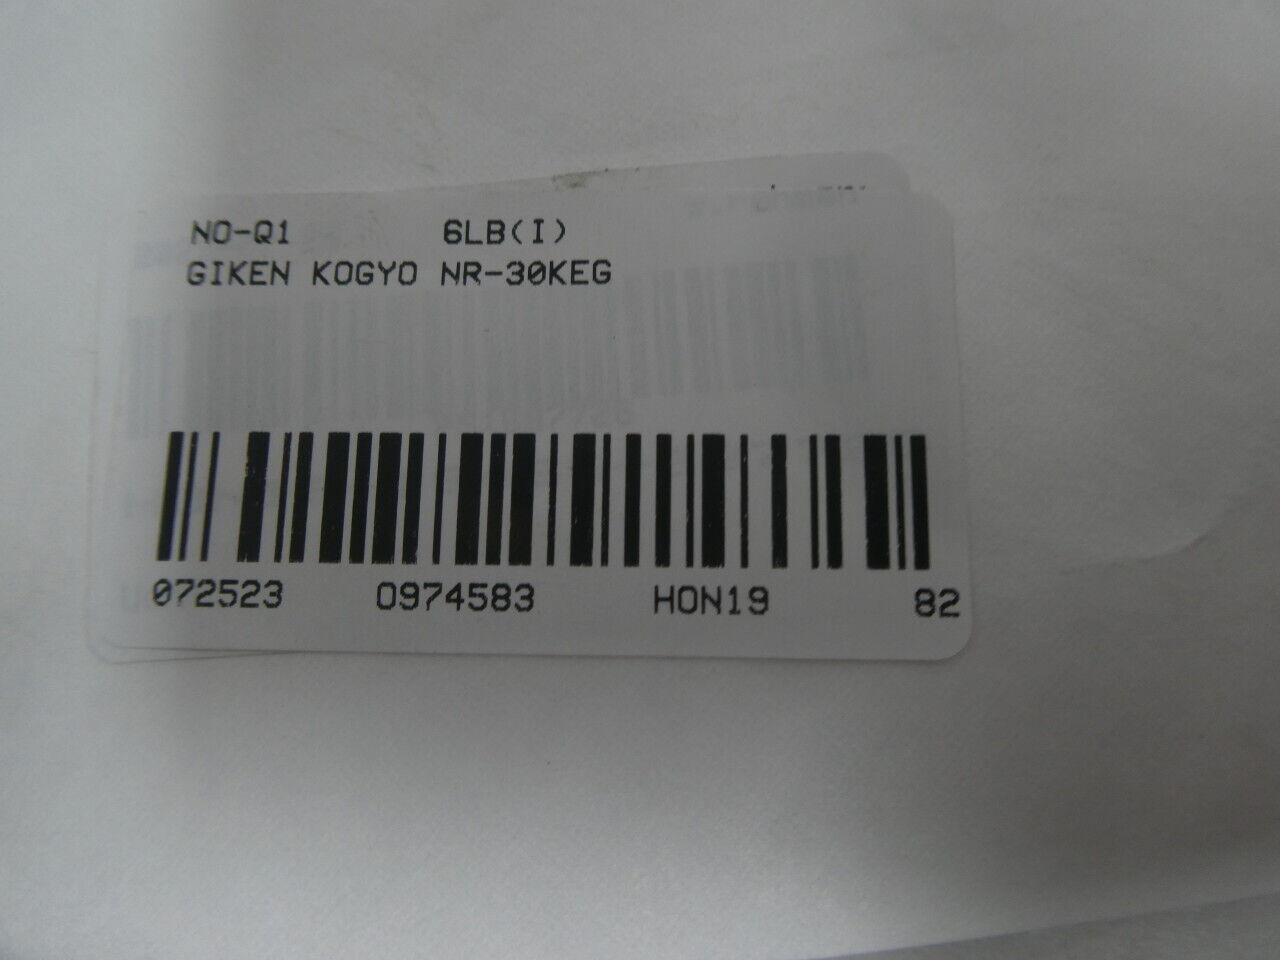 NO-Q1 6LB(I)
GIKEN KOGYO NR-30KEG
072523 0974583 HON19 82